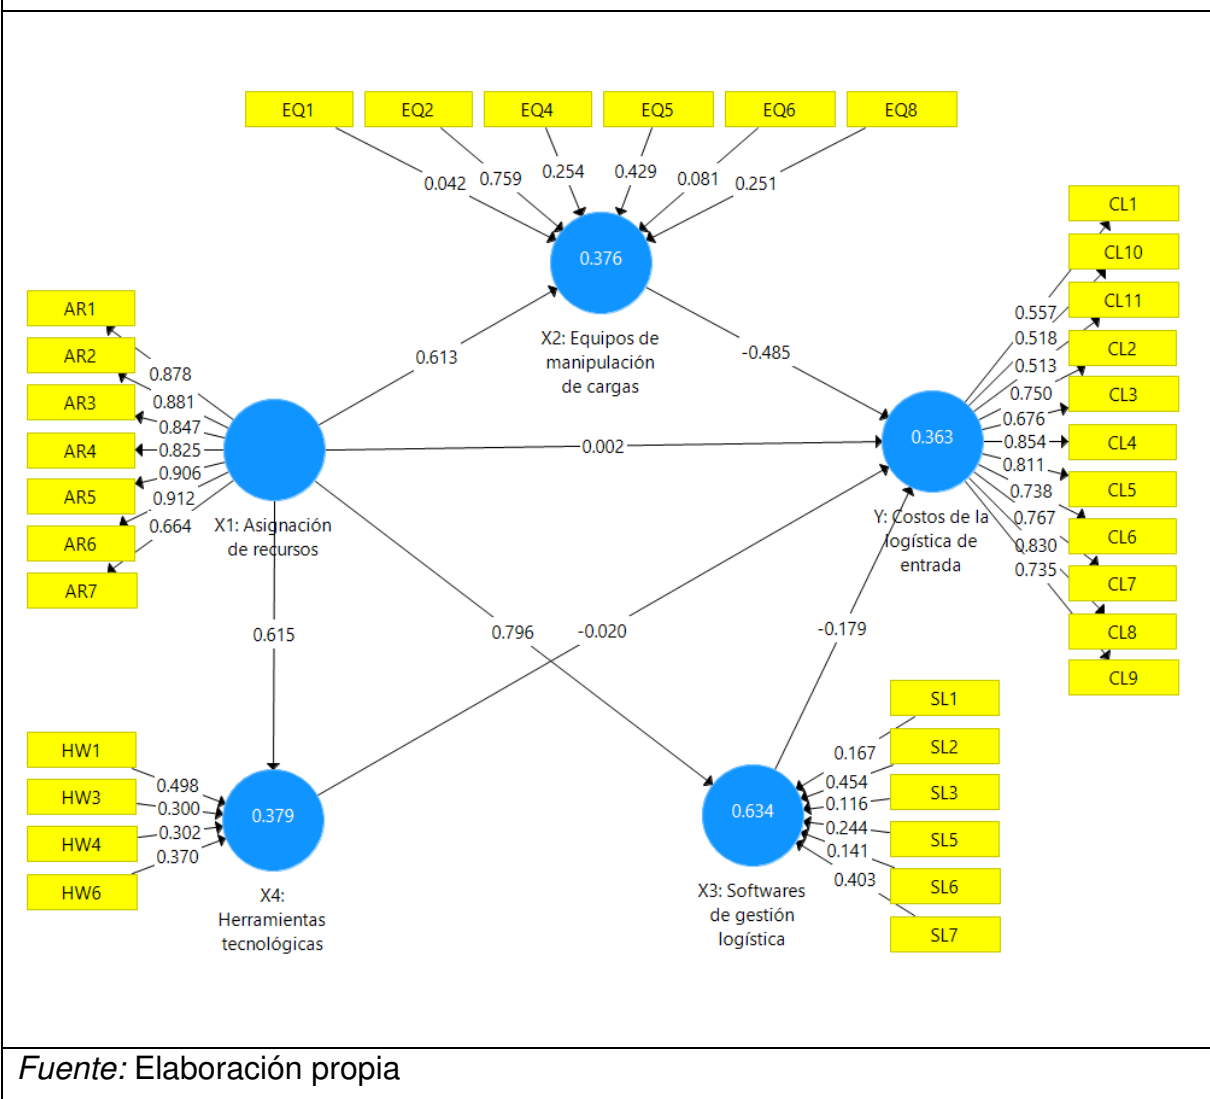 EQ1
EQ2
EQ4
EQ5
EQ6
EQ8
0.042
0.759
0.254
0.429
0.081
0.251
0.376
X2: Equipos de
manipulación
de cargas
AR1
AR2
AR3
AR4
AR5
AR6
AR7
0.878
0.881
0.847
0.825
0.906
0.912
0.664
X1: Asignación
de recursos
0.613
-0.485
0.002
0.615
0.796
-0.020
-0.179
0.363
Y: Costos de la
logística de
entrada
0.557
0.518
0.513
0.750
0.676
0.854
0.811
0.738
0.767
0.830
0.735
CL1
CL10
CL11
CL2
CL3
CL4
CL5
CL6
CL7
CL8
CL9
HW1
HW3
HW4
HW6
0.498
0.300
0.302
0.370
0.379
X4:
Herramientas
tecnológicas
0.634
X3: Softwares
de gestión
logística
0.167
0.454
0.116
0.244
0.141
0.403
SL1
SL2
SL3
SL5
SL6
SL7
Fuente: Elaboración propia